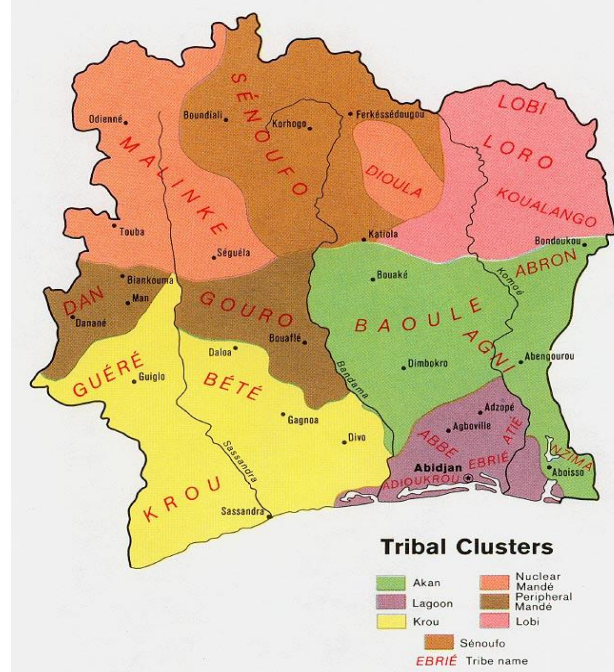 LOBI
SÉNOUFO
Odienné
Boundiali
Korhogo
Ferkéssédougou
LORO
MALINKE
DIOULA
KOUALANGO
Touba
Katiola
Séguéla
Bondoukou
ABRON
Biankouma
Bouaké
Komoé
DAN
Man
Danané
GOURO
BAOULE
Bouaflé
AGNI
Daloa
Bandama
Dimbokro
Abengourou
GUÉRÉ
Guiglo
BÉTÉ
Gagnoa
Adzopé
Agboville
ATIÉ
ABBE
Divo
NZIMA
EBRIÉ
Abidjan
Aboisso
ADIOUKROU
Sassandra
KROU
Sassandra
Tribal Clusters
Akan
Nuclear
Mandé
Lagoon
Peripheral
Mandé
Krou
Lobi
Sénoufo
EBRIÉ Tribe name